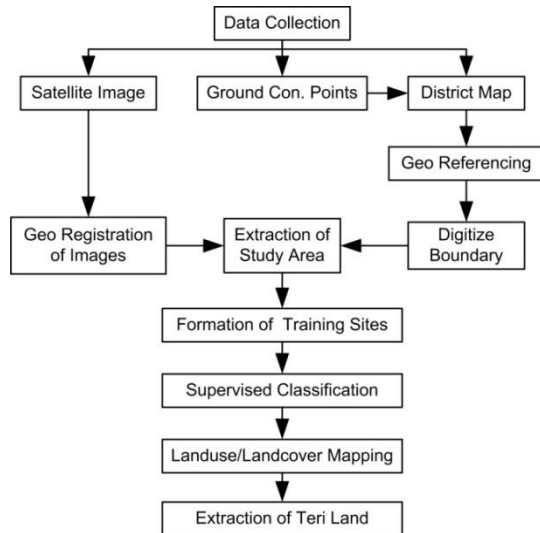 Data Collection
Satellite Image
Ground Con. Points
District Map
Geo Referencing
Geo Registration
of Images
Extraction of
Study Area
Digitize
Boundary
Formation of Training Sites
Supervised Classification
Landuse/Landcover Mapping
Extraction of Teri Land